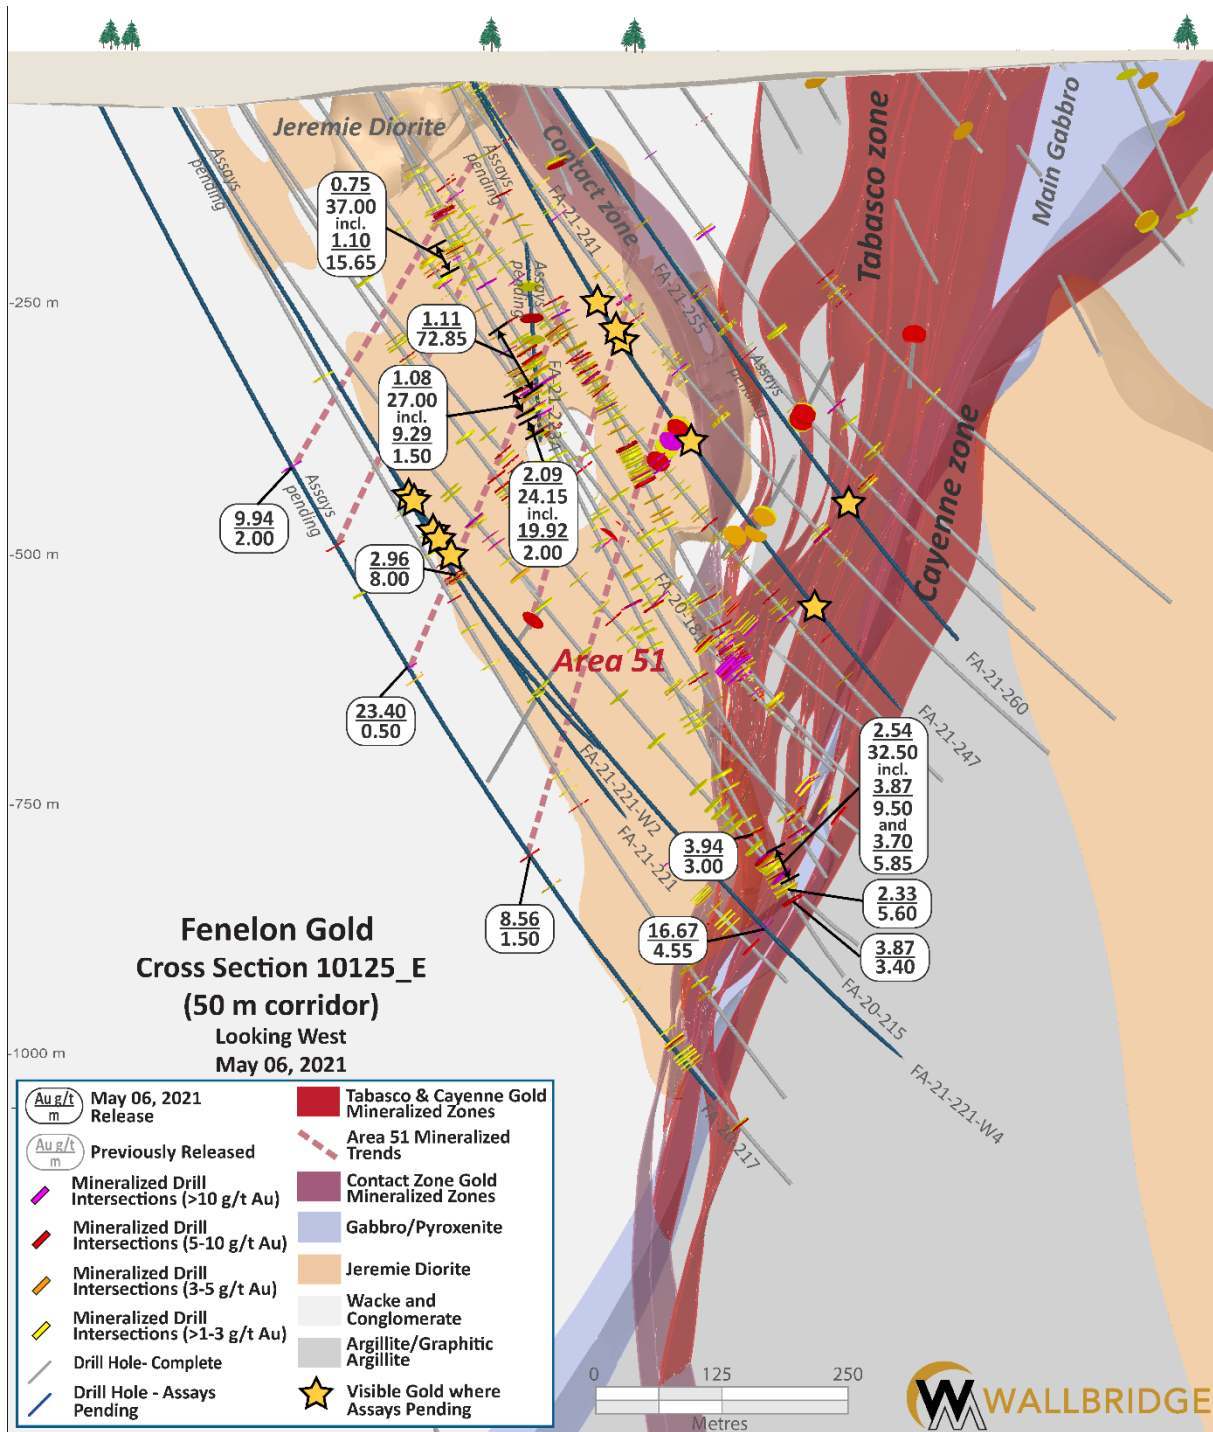 Jeremie Diorite
Contact zone
Tabasco zone
Main Gabbro
Cayenne zone
Area 51
Assays
pending
Assays
pending
Assays
pending
Assays
pending
Assays
pending
FA-21-241
FA-21-255
FA-20-181
FA-21-260
FA-21-247
FA-21-221-W2
FA-21-221
FA-20-215
FA-21-221-W4
FA-20-217
-250 m
-500 m
-750 m
-1000 m
0.75
37.00
incl.
1.10
15.65
1.11
72.85
1.08
27.00
incl.
9.29
1.50
2.09
24.15
incl.
19.92
2.00
9.94
2.00
2.96
8.00
23.40
0.50
8.56
1.50
2.54
32.50
incl.
3.87
9.50
and
3.70
5.85
3.94
3.00
2.33
5.60
16.67
4.55
3.87
3.40
Fenelon Gold
Cross Section 10125_E
(50 m corridor)
Looking West
May 06, 2021
Au g/t
m
May 06, 2021
Release
Au g/t
m
Previously Released
Mineralized Drill
Intersections (>10 g/t Au)
Mineralized Drill
Intersections (5-10 g/t Au)
Mineralized Drill
Intersections (3-5 g/t Au)
Mineralized Drill
Intersections (>1-3 g/t Au)
Drill Hole- Complete
Drill Hole - Assays
Pending
Tabasco & Cayenne Gold
Mineralized Zones
Area 51 Mineralized
Trends
Contact Zone Gold
Mineralized Zones
Gabbro/Pyroxenite
Jeremie Diorite
Wacke and
Conglomerate
Argillite/Graphitic
Argillite
Visible Gold where
Assays Pending
0 125 250
Metres
WALLBRIDGE